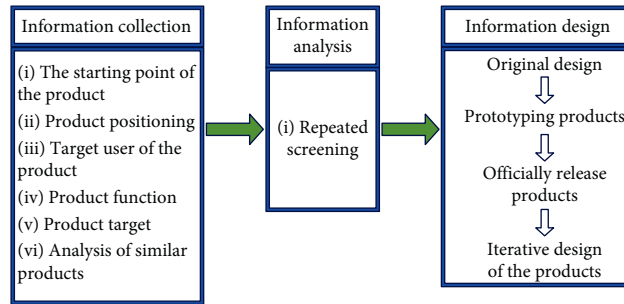 Information collection
(i) The starting point of
the product
(ii) Product positioning
(iii) Target user of the
product
(iv) Product function
(v) Product target
(vi) Analysis of similar
products
Information
analysis
(i) Repeated
screening
Information design
Original design
Prototyping products
Officially release
products
Iterative design
of the products